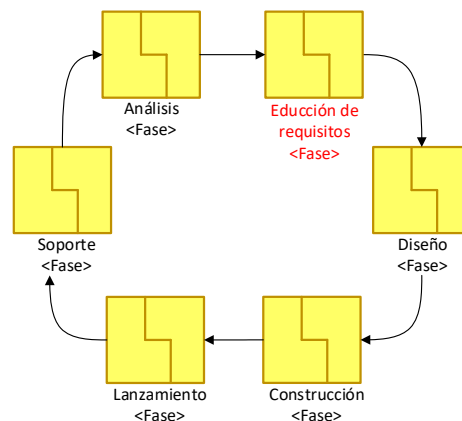 Análisis
<Fase>
Educción de
requisitos
<Fase>
Soporte
<Fase>
Diseño
<Fase>
Lanzamiento
<Fase>
Construcción
<Fase>